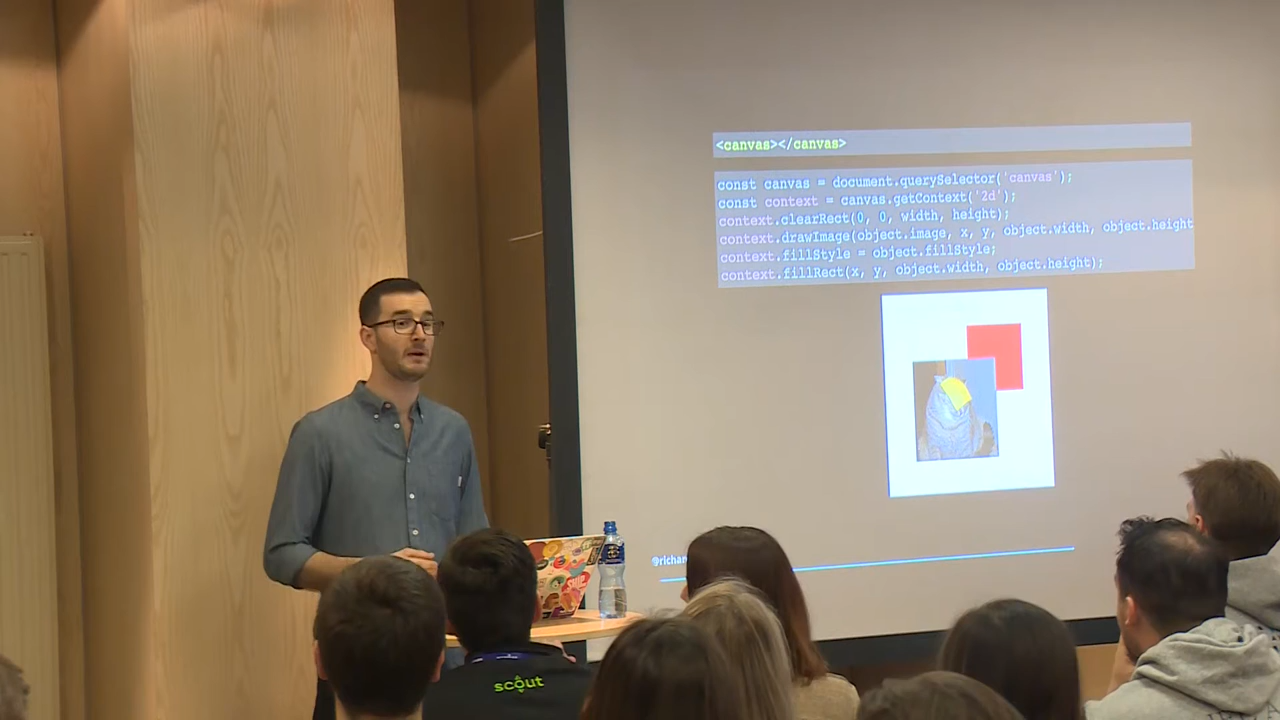 <canvas></canvas>
const canvas = document.querySelector('canvas');
const context = canvas.getContext('2d');
context.clearRect(0, 0, width, height);
context.drawImage(object.image, x, y, object.width, object.height
context.fillStyle = object.fillStyle;
context.fillRect(x, y, object.width, object.height);
@richar
scout